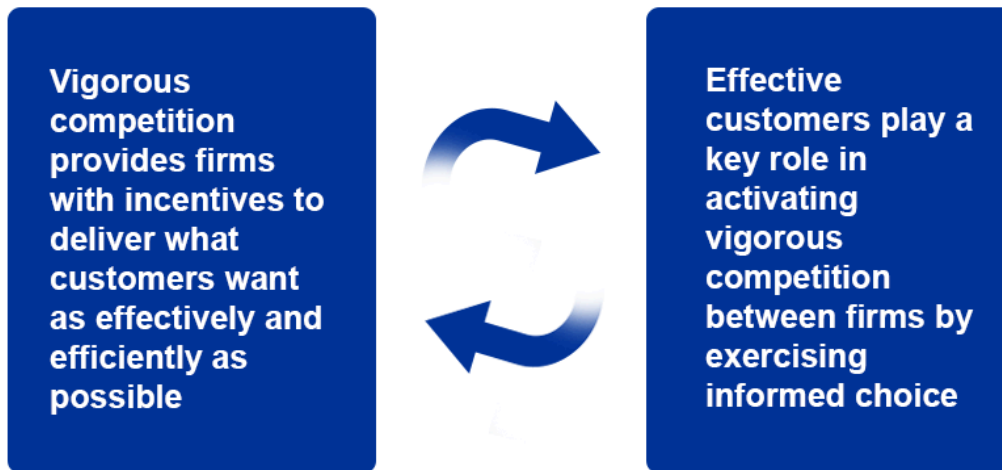 Vigorous
competition
provides firms
with incentives to
deliver what
customers want
as effectively and
efficiently as
possible
Effective
customers play a
key role in
activating
vigorous
competition
between firms by
exercising
informed choice